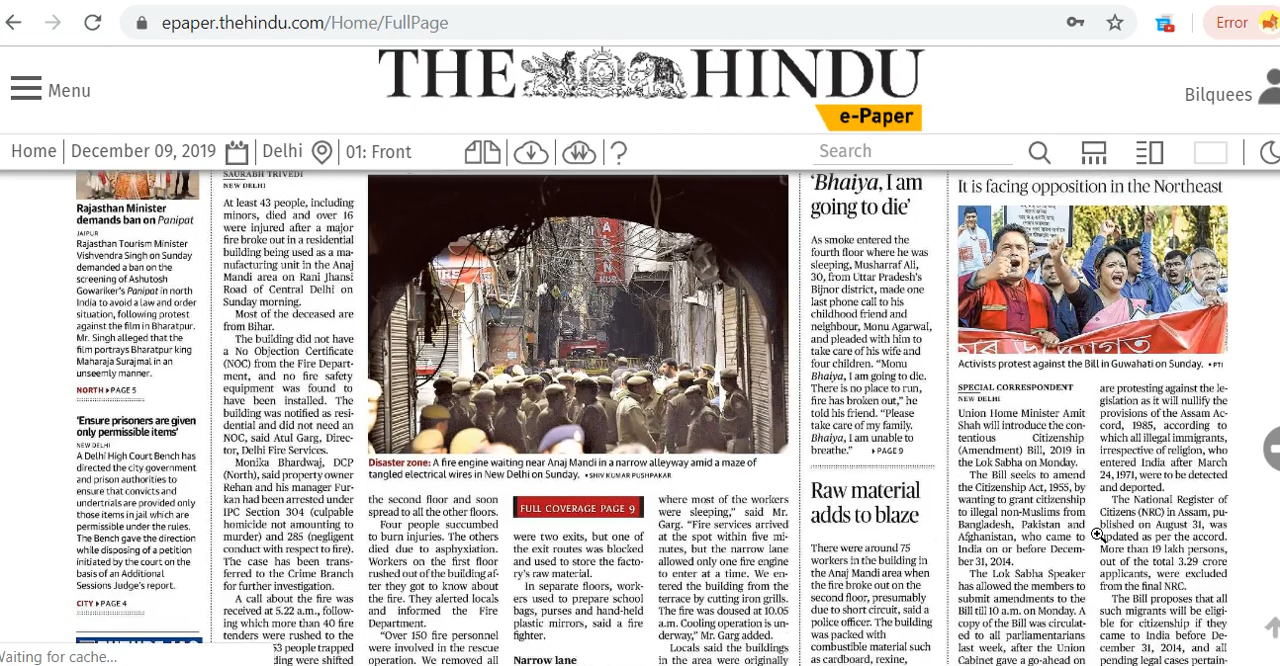 epaper.thehindu.com/Home/FullPage
Error
Menu
THE HINDU
e-Paper
Bilquees
Home
December 09, 2019
Delhi
01: Front
?
Search
Rajasthan Minister
demands ban on Panipat
JAIPUR
Rajasthan Tourism Minister
Vishvendra Singh on Sunday
demanded a ban on the
screening of Ashutosh
Gowariker's Panipat in north
India to avoid a law and order
situation, following protest
against the film in Bharatpur.
Mr. Singh alleged that the
film portrays Bharatpur king
Maharaja Surajmal in an
unseemly manner.
NORTH ▸ PAGE 5
'Ensure prisoners are given
only permissible items'
NEW DELHI
A Delhi High Court Bench has
directed the city government
and prison authorities to
ensure that convicts and
undertrials are provided only
those items in jail which are
permissible under the rules.
The Bench gave the direction
while disposing of a petition
initiated by the court on the
basis of an Additional
Sessions Judge's report.
CITY ▸ PAGE 4
SAURABH TRIVEDI
NEW DELHI
At least 43 people, including
minors, died and over 16
were injured after a major
fire broke out in a residential
building being used as a ma-
nufacturing unit in the Anaj
Mandi area on Rani Jhansi
Road of Central Delhi on
Sunday morning.
Most of the deceased are
from Bihar.
The building did not have
a No Objection Certificate
(NOC) from the Fire Depart-
ment, and no fire safety
equipment was found to
have been installed. The
building was notified as resi-
dential and did not need an
NOC, said Atul Garg, Direc-
tor, Delhi Fire Services.
Monika Bhardwaj, DCP
(North), said property owner
Rehan and his manager Fur-
kan had been arrested under
IPC Section 304 (culpable
homicide not amounting to
murder) and 285 (negligent
conduct with respect to fire).
The case has been trans-
ferred to the Crime Branch
for further investigation.
A call about the fire was
received at 5.22 a.m., follow-
ing which more than 40 fire
tenders were rushed to the
53 people trapped
ding were shifted
Disaster zone: A fire engine waiting near Anaj Mandi in a narrow alleyway amid a maze of
tangled electrical wires in New Delhi on Sunday. • SHIV KUMAR PUSHPAKAR
the second floor and soon
spread to all the other floors.
Four people succumbed
to burn injuries. The others
died due to asphyxiation.
Workers on the first floor
rushed out of the building af-
ter they got to know about
the fire. They alerted locals
and informed the Fire
Department.
"Over 150 fire personnel
were involved in the rescue
operation. We removed all
FULL COVERAGE PAGE 9
were two exits, but one of
the exit routes was blocked
and used to store the facto-
ry's raw material.
In separate floors, work-
ers used to prepare school
bags, purses and hand-held
plastic mirrors, said a fire
fighter.
Narrow lane
where most of the workers
were sleeping," said Mr.
Garg. "Fire services arrived
at the spot within five mi-
nutes, but the narrow lane
allowed only one fire engine
to enter at a time. We en-
tered the building from the
terrace by cutting iron grills.
The fire was doused at 10.00
a.m. Cooling operation is un-
derway," Mr. Garg added.
Locals said the buildings
in the area were originally
'Bhaiya, I am
going to die'
As smoke entered the
fourth floor where he was
sleeping, Musharraf Ali,
30, from Uttar Pradesh's
Bijnor district, made one
last phone call to his
childhood friend and
neighbour, Monu Agarwal,
and pleaded with him to
take care of his wife and
four children. "Monu
Bhaiya, I am going to die.
There is no place to run,
fire has broken out," he
told his friend. "Please
take care of my family.
Bhaiya, I am unable to
breathe." ▸ PAGE 9
Raw material
adds to blaze
There were around 75
workers in the building in
the Anaj Mandi area when
the fire broke out on the
second floor, presumably
due to short circuit, said a
police officer. The
building was packed with
combustible material such
as cardboard, rexine,
It is facing opposition in the Northeast
Activists protest against the Bill in Guwahati on Sunday. • PTI
SPECIAL CORRESPONDENT
NEW DELHI
Union Home Minister Amit
Shah will introduce the con-
tentious Citizenship
(Amendment) Bill, 2019 in
the Lok Sabha on Monday.
The Bill seeks to amend
the Citizenship Act, 1955, by
wanting to grant citizenship
to illegal non-Muslims from
Bangladesh, Pakistan and
Afghanistan, who came to
India on or before Decem-
ber 31, 2014.
The Lok Sabha Speaker
has allowed the members to
submit amendments to the
Bill till 10 a.m. on Monday. A
copy of the Bill was circulat-
ed to all parliamentarians
last week, after the Union
Cabinet gave a go-ahead on
are protesting against the le-
gislation as it will nullify the
provisions of the Assam Ac-
cord, 1985, according to
which all illegal immigrants,
irrespective of religion, who
entered India after March
24, 1971, were to be detected
and deported.
The National Register of
Citizens (NRC) in Assam, pu-
blished on August 31, was
updated as per the accord.
More than 19 lakh persons,
out of the total 3.29 crore
applicants, were excluded
from the final NRC.
The Bill proposes that all
such migrants will be eligi-
ble for citizenship if they
came to India before De-
cember 31, 2014, and all
pending legal cases pertain-
Waiting for cache...